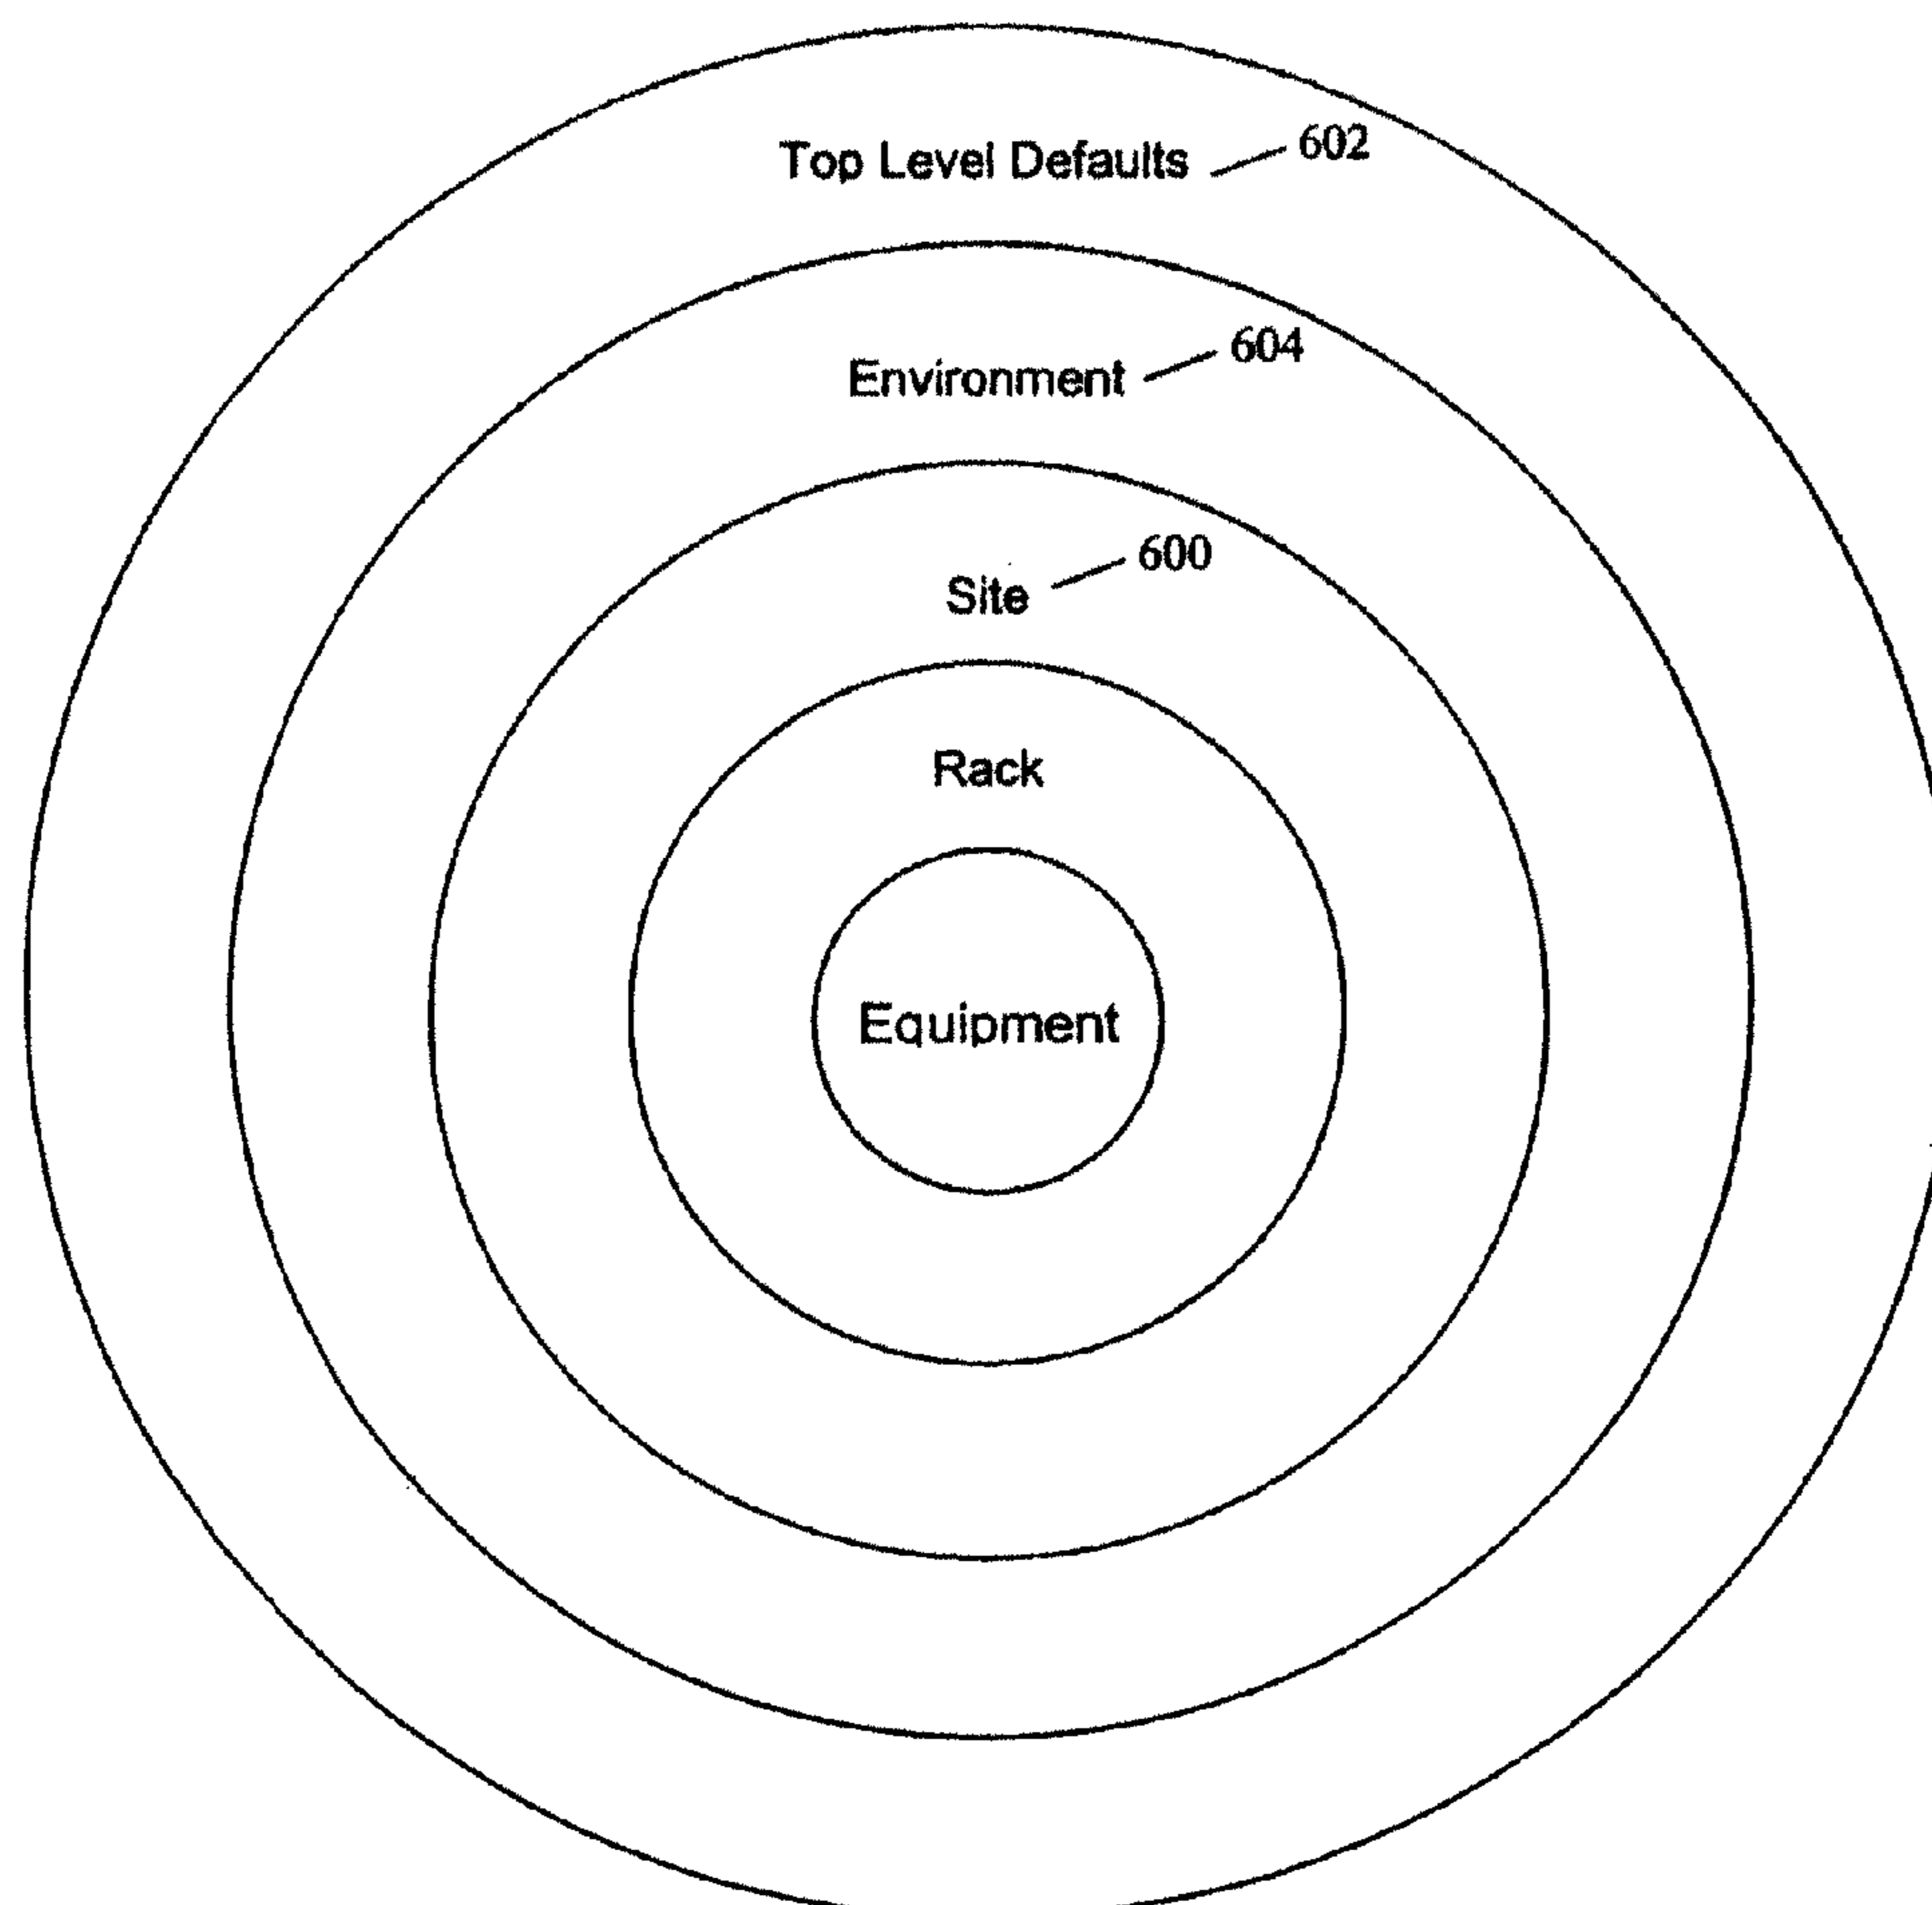 Top Level Defaults 602
Environment 604
Site 600
Rack
Equipment